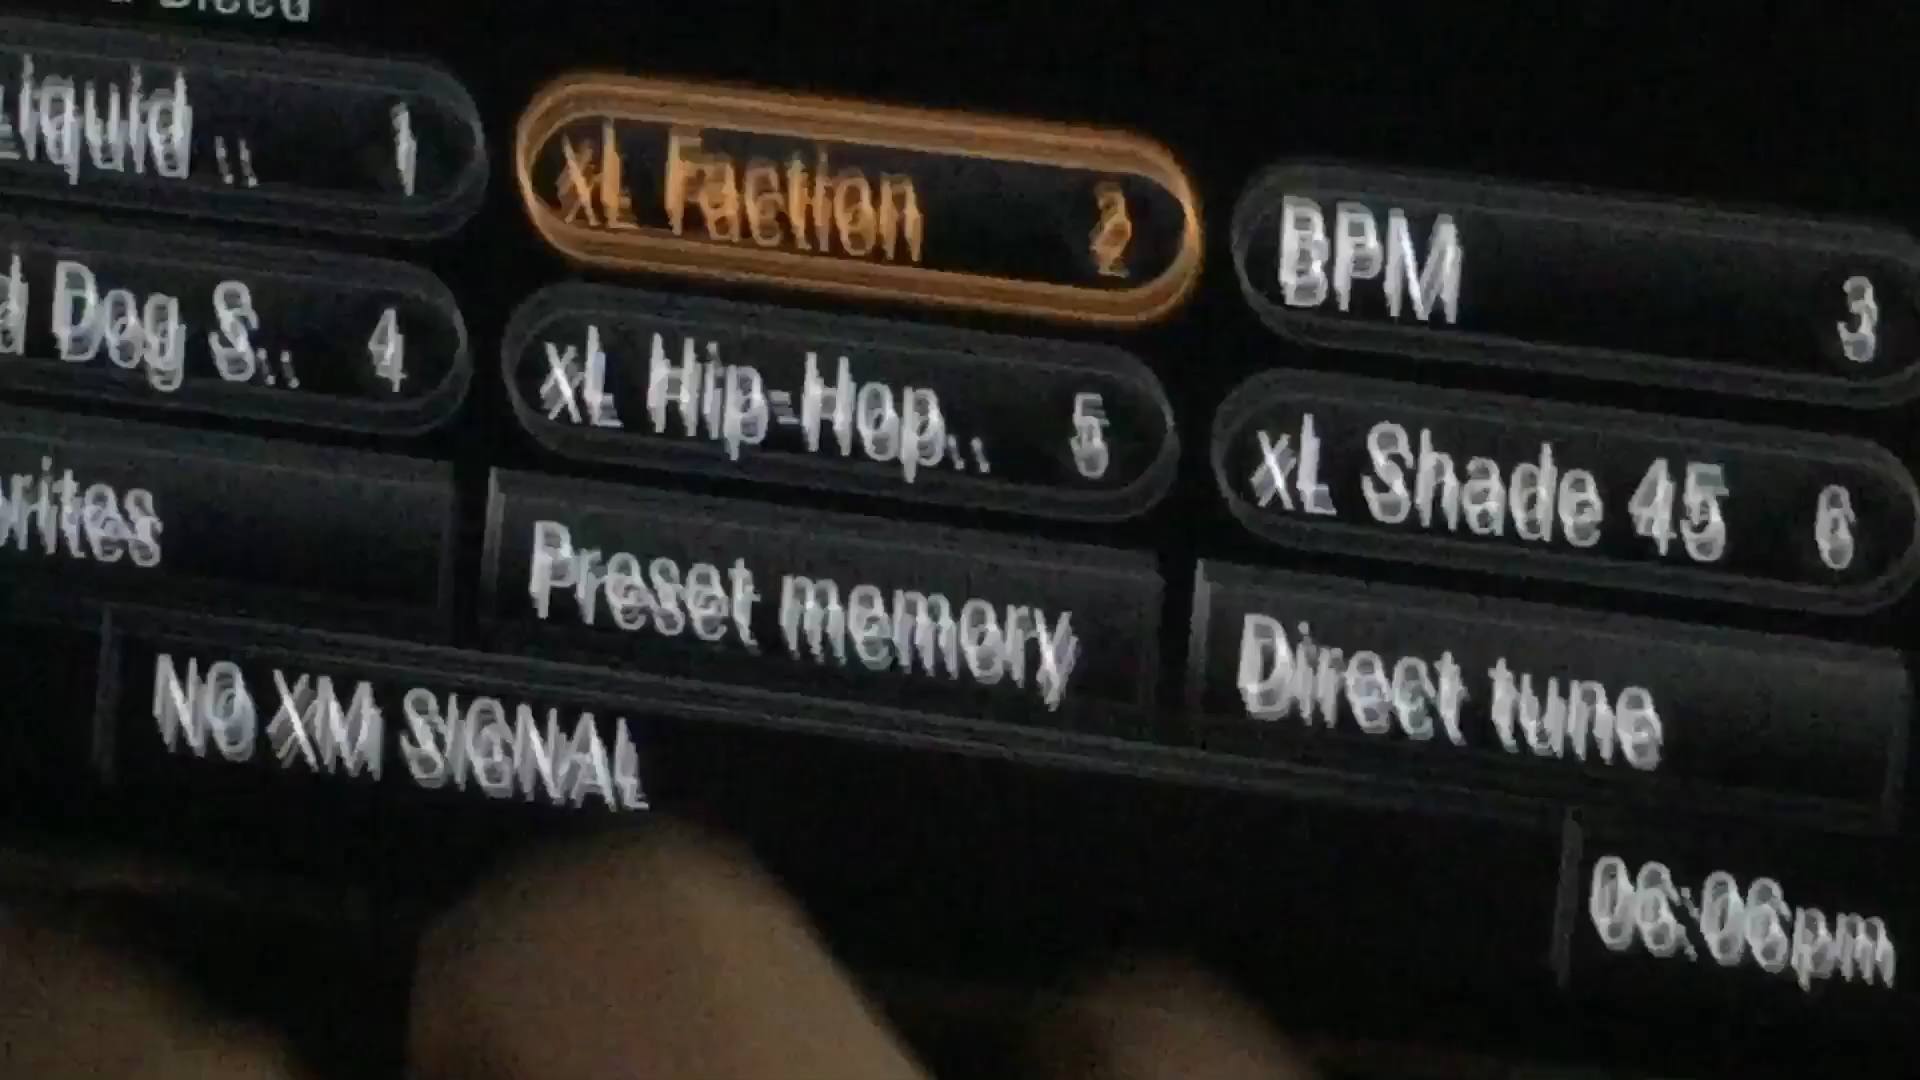 Liquid .. 1
xL Faction 2
BPM 3
Dog S.. 4
xL Hip-Hop.. 5
xL Shade 45 6
Preset memory
Direct tune
NO XM SIGNAL
06:06pm